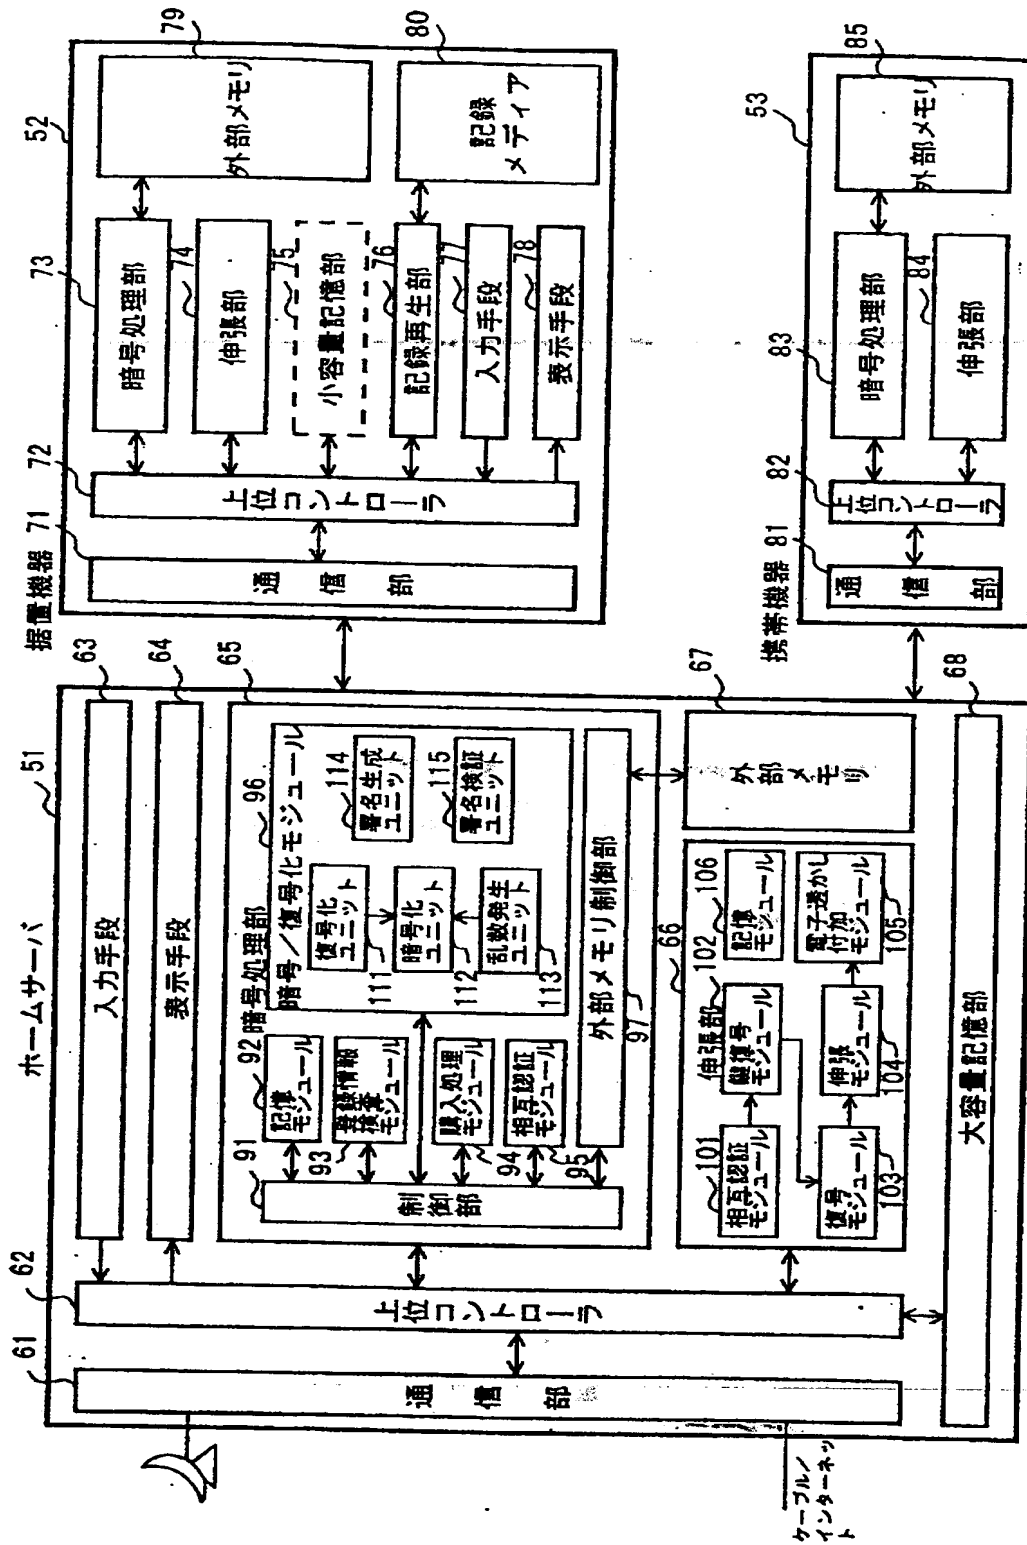 ホームサーバ
51
61
通信部
62
上位コントローラ
63
入力手段
64
表示手段
65
暗号処理部
91
制御部
92
記憶モジュール
93
登録情報検査モジュール
94
購入処理モジュール
95
相互認証モジュール
96
暗号/復号化モジュール
111
復号化ユニット
112
暗号化ユニット
113
乱数発生ユニット
114
署名生成ユニット
115
署名検証ユニット
97
外部メモリ制御部
66
伸張部
101
相互認証モジュール
102
鍵復号モジュール
103
復号モジュール
104
伸張モジュール
105
電子透かし付加モジュール
106
記憶モジュール
67
外部メモリ
68
大容量記憶部
ケーブル/
インターネッ
ト
据置機器
52
71
通信部
72
上位コントローラ
73
暗号処理部
74
伸張部
75
小容量記憶部
76
記録再生部
77
入力手段
78
表示手段
79
外部メモリ
80
記録
メディア
携帯機器
53
81
通信部
82
上位コントローラ
83
暗号処理部
84
伸張部
85
外部メモリ